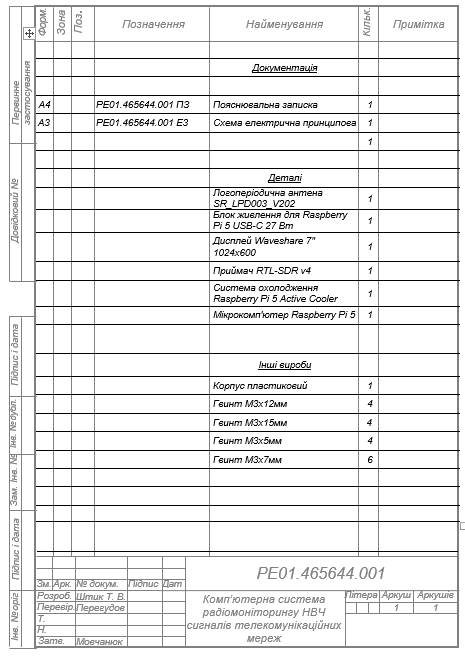 Форм.
Зона
Поз.
Позначення
Найменування
Кільк.
Примітка
Документація
А4 РЕ01.465644.001 ПЗ Пояснювальна записка 1
А3 РЕ01.465644.001 Е3 Схема електрична принципова 1
1
Деталі
Логоперіодична антена
SR_LPD003_V202 1
Блок живлення для Raspberry
Pi 5 USB-C 27 Вт 1
Дисплей Waveshare 7"
1024x600 1
Приймач RTL-SDR v4 1
Система охолодження
Raspberry Pi 5 Active Cooler 1
Мікрокомп'ютер Raspberry Pi 5 1
Інші вироби
Корпус пластиковий 1
Гвинт М3х12мм 4
Гвинт М3х15мм 4
Гвинт М3х5мм 4
Гвинт М3х7мм 6
Первинне
застосування
Довідковий №
Підпис і дата
Інв. № дубл.
Зам. Інв. №
Підпис і дата
Інв. № оріг
РЕ01.465644.001
Зм. Арк. № докум. Підпис Дат
Розроб. Штик Т. В.
Перевір. Перегудов
Т.
Н.
Затв. Мовчанюк
Комп'ютерна система
радіомоніторингу НВЧ
сигналів телекомунікаційних
мереж
Літера Аркуш Аркушів
1 1